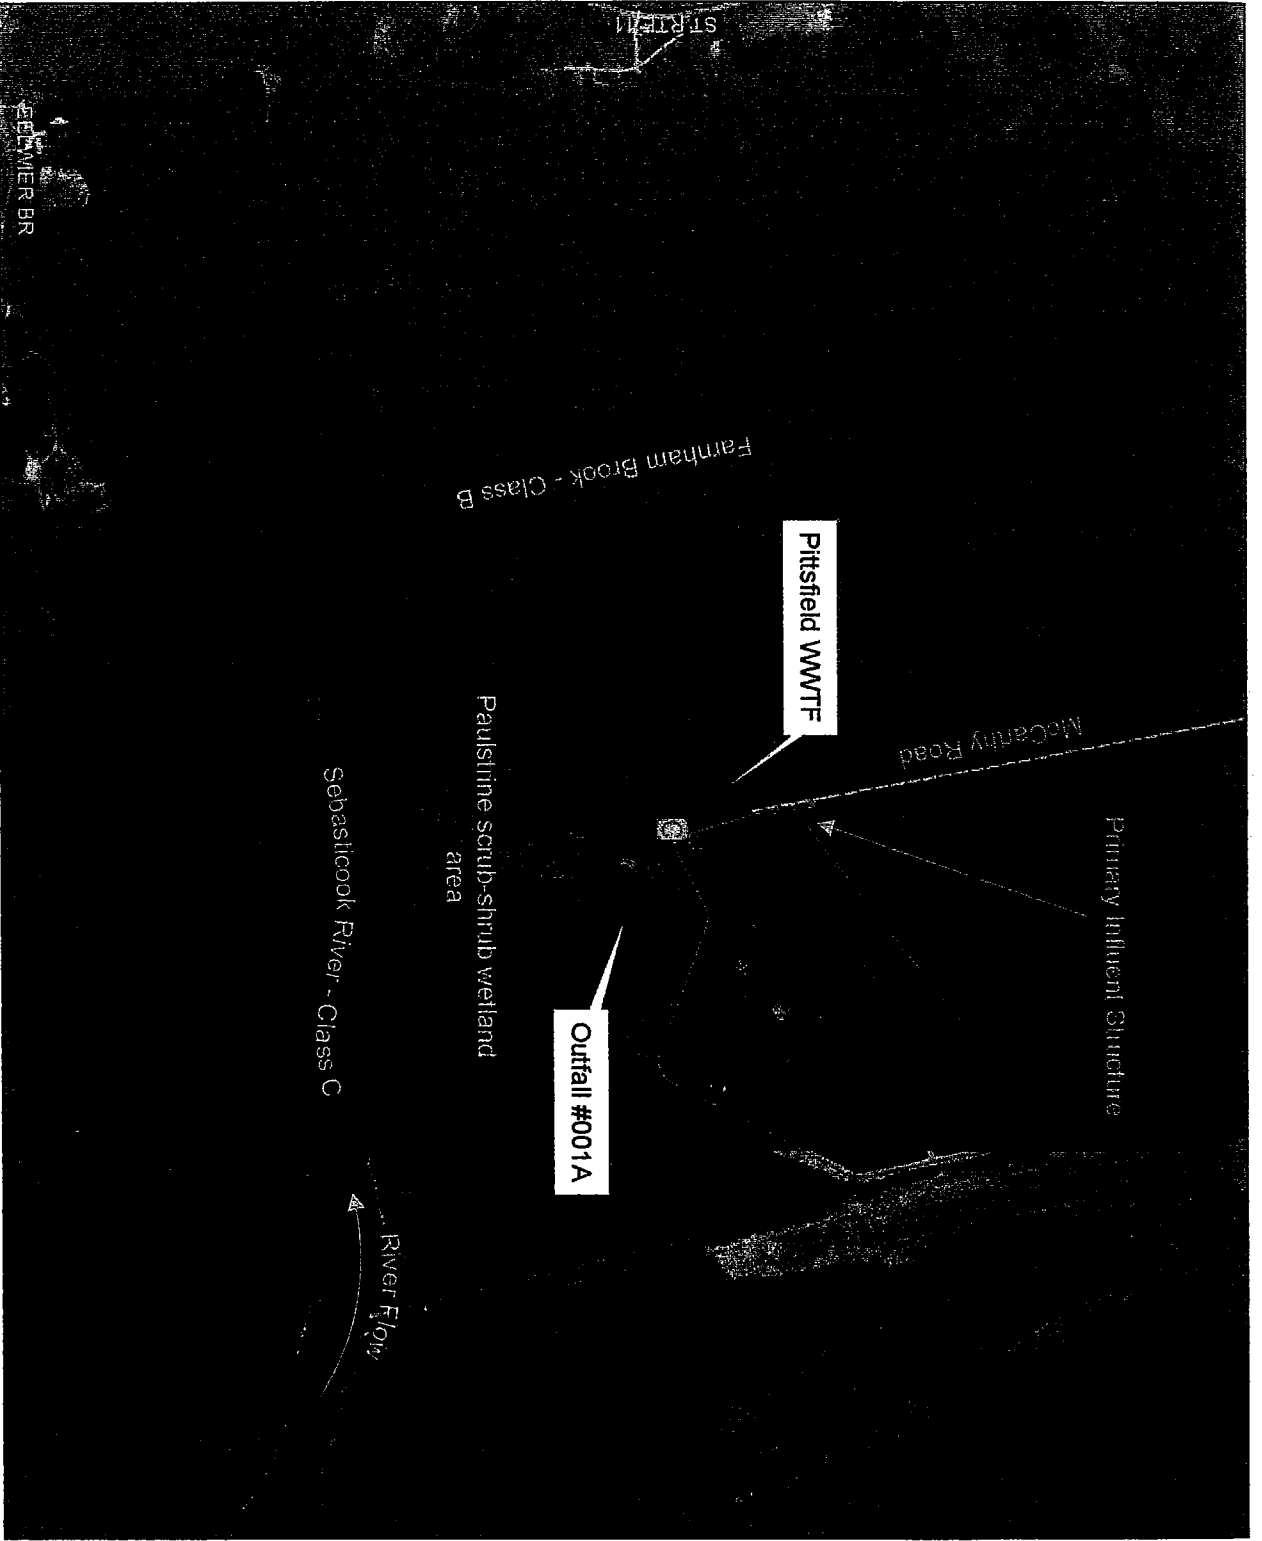 ST RTE 11
EELWIER BR
Farnham Brook - Class B
Pittsfield WWTF
McCarthy Road
Primary Influent Structure
Paulstrine scrub-shrub wetland
area
Outfall #001A
Sebasticook River - Class C
River Flow